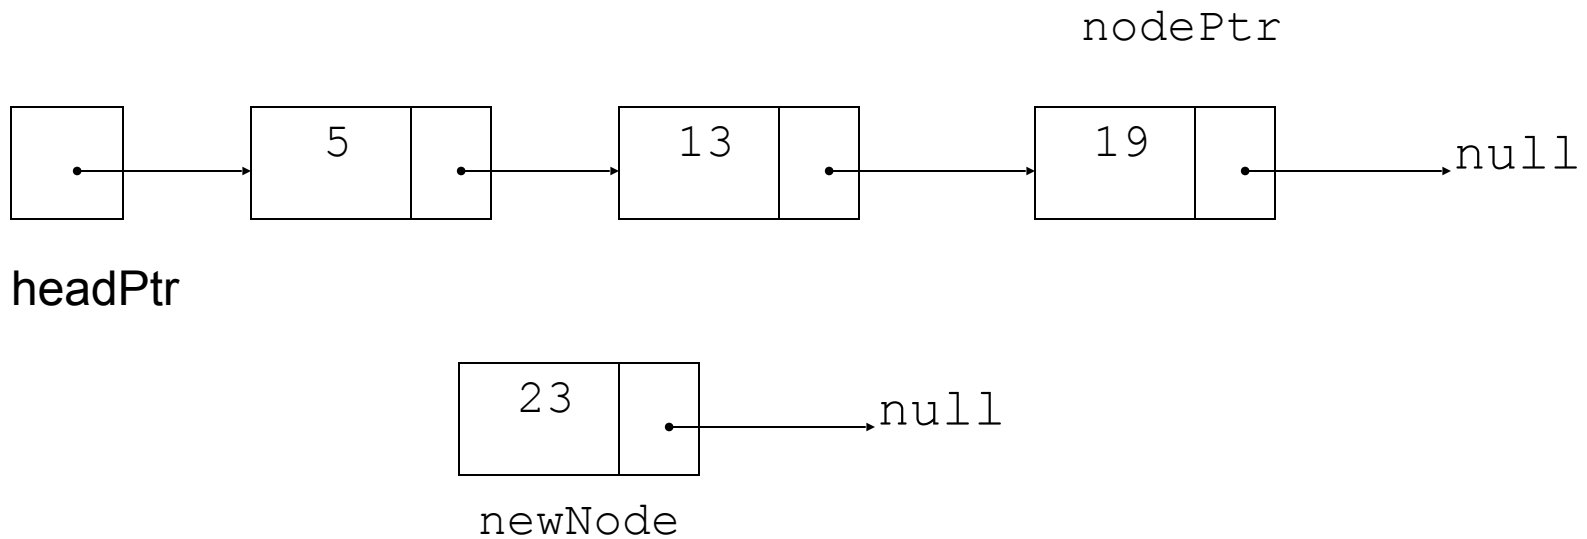 nodePtr
5 13 19 null
headPtr
23 null
newNode